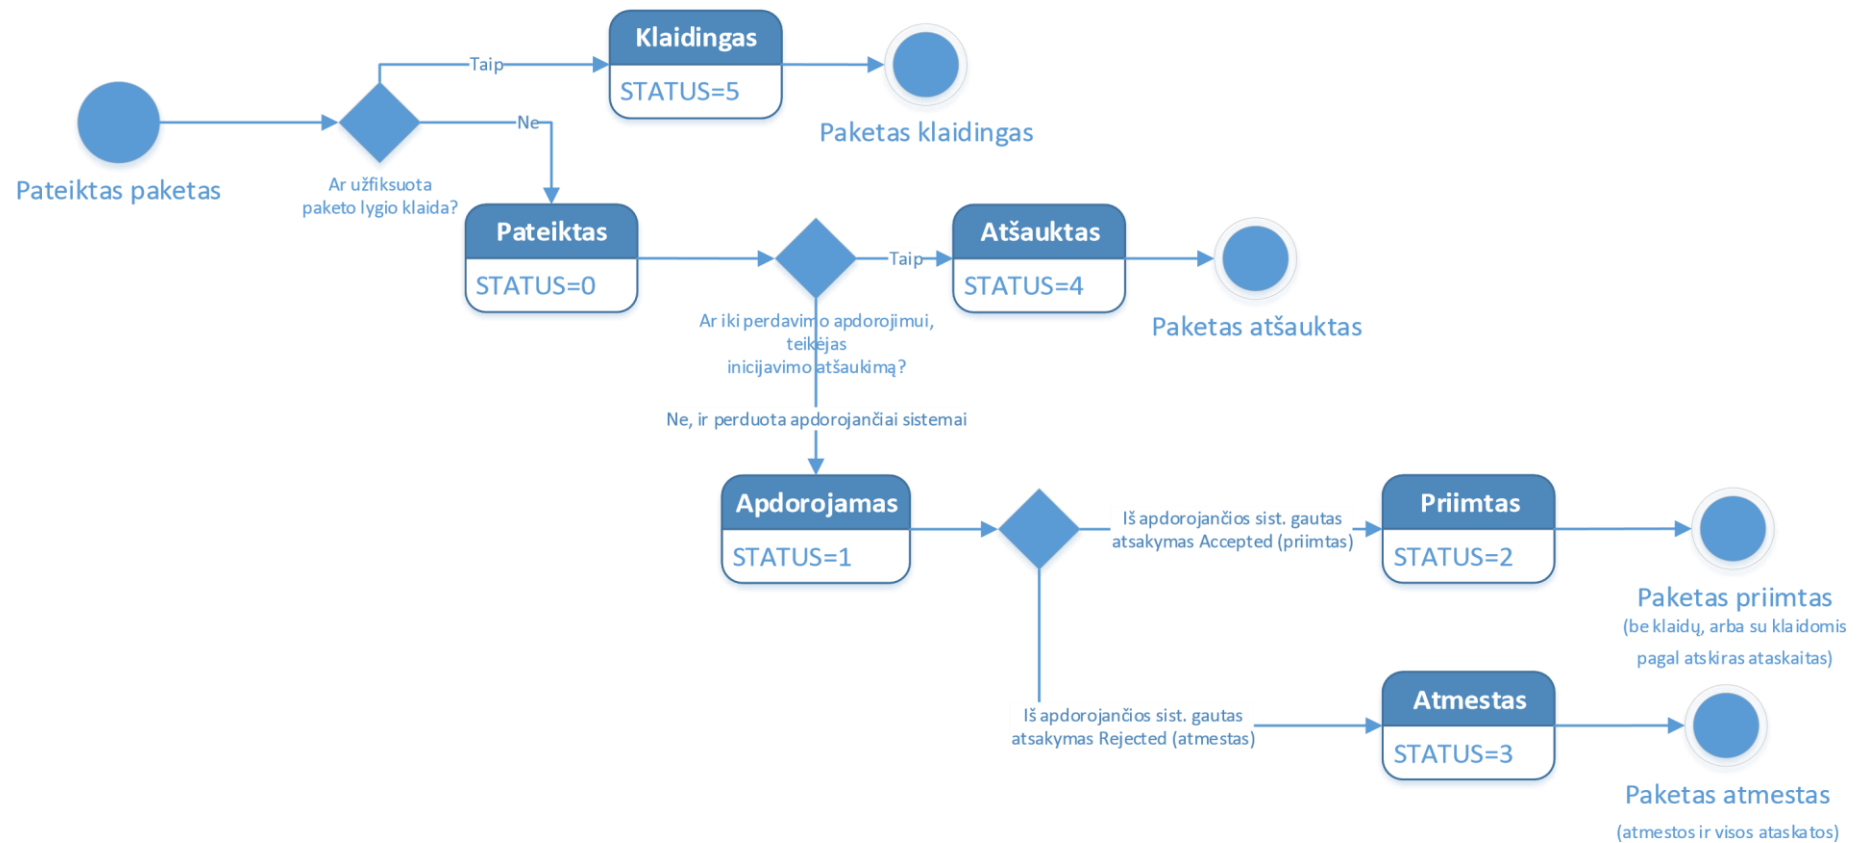 Klaidingas
STATUS=5
Taip
Paketas klaidingas
Ne
Pateiktas paketas
Ar užfiksuota
paketo lygio klaida?
Pateiktas
STATUS=0
Taip
Atšauktas
STATUS=4
Paketas atšauktas
Ar iki perdavimo apdorojimui,
teikėjas
inicijavimo atšaukimą?
Ne, ir perduota apdorojančiai sistemai
Apdorojamas
STATUS=1
Iš apdorojančios sist. gautas
atsakymas Accepted (priimtas)
Priimtas
STATUS=2
Paketas priimtas
(be klaidų, arba su klaidomis
pagal atskiras ataskaitas)
Iš apdorojančios sist. gautas
atsakymas Rejected (atmestas)
Atmestas
STATUS=3
Paketas atmestas
(atmestos ir visos ataskatos)